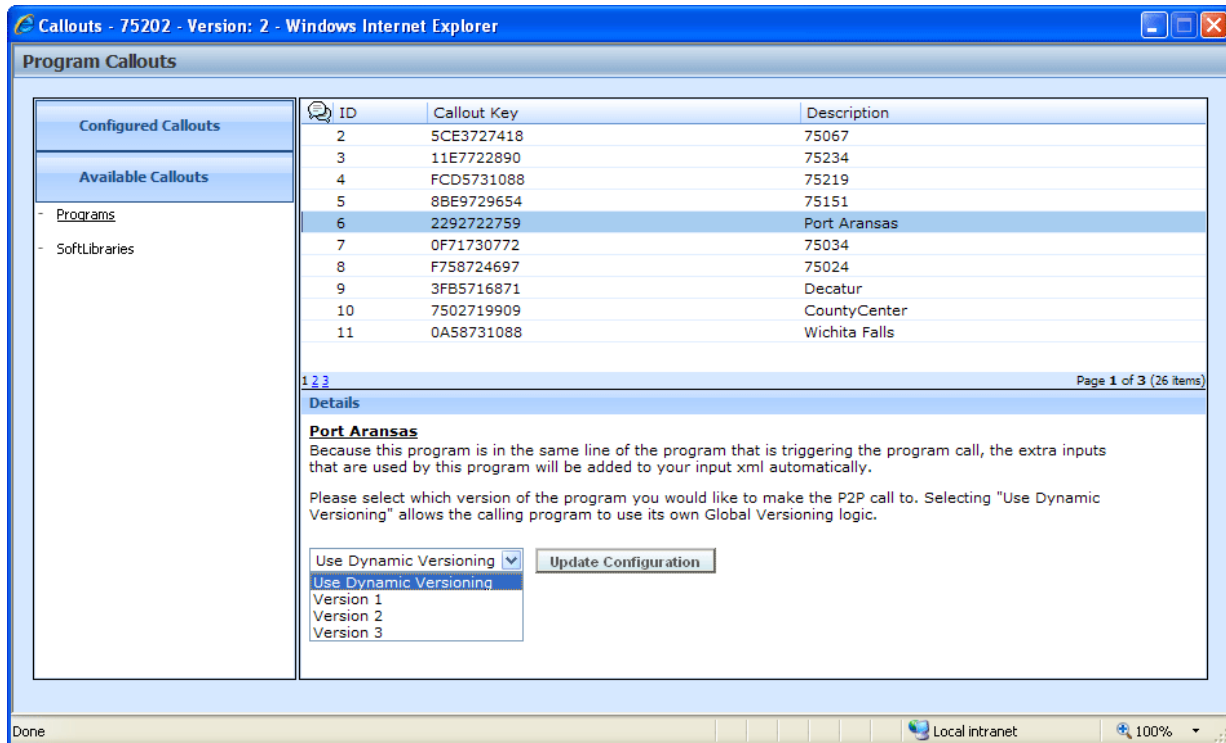 Callouts - 75202 - Version: 2 - Windows Internet Explorer
Program Callouts
Configured Callouts
Available Callouts
- Programs
- SoftLibraries
ID Callout Key Description
2 5CE3727418 75067
3 11E7722890 75234
4 FCD5731088 75219
5 8BE9729654 75151
6 2292722759 Port Aransas
7 0F71730772 75034
8 F758724697 75024
9 3FB5716871 Decatur
10 7502719909 CountyCenter
11 0A58731088 Wichita Falls
1 2 3 Page 1 of 3 (26 items)
Details
Port Aransas
Because this program is in the same line of the program that is triggering the program call, the extra inputs
that are used by this program will be added to your input xml automatically.
Please select which version of the program you would like to make the P2P call to. Selecting "Use Dynamic
Versioning" allows the calling program to use its own Global Versioning logic.
Use Dynamic Versioning Update Configuration
Use Dynamic Versioning
Version 1
Version 2
Version 3
Done Local intranet 100%